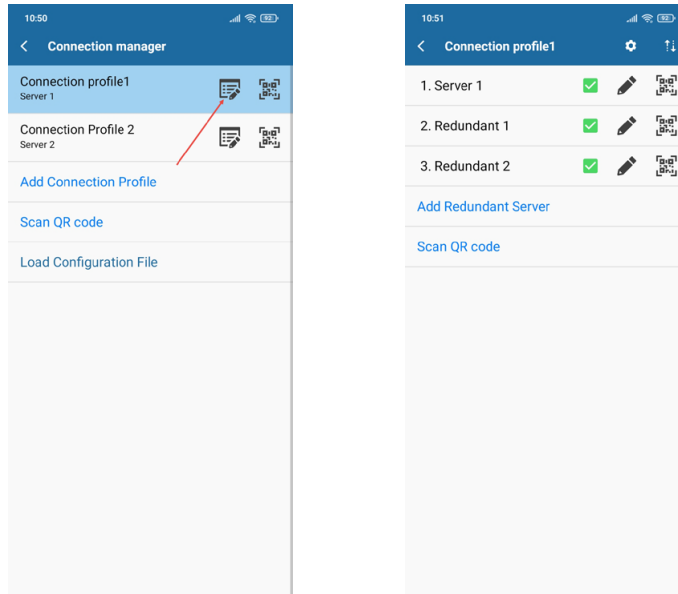 10:50
92
Connection manager
Connection profile1
Server 1
Connection Profile 2
Server 2
Add Connection Profile
Scan QR code
Load Configuration File
10:51
92
Connection profile1
1. Server 1
2. Redundant 1
3. Redundant 2
Add Redundant Server
Scan QR code